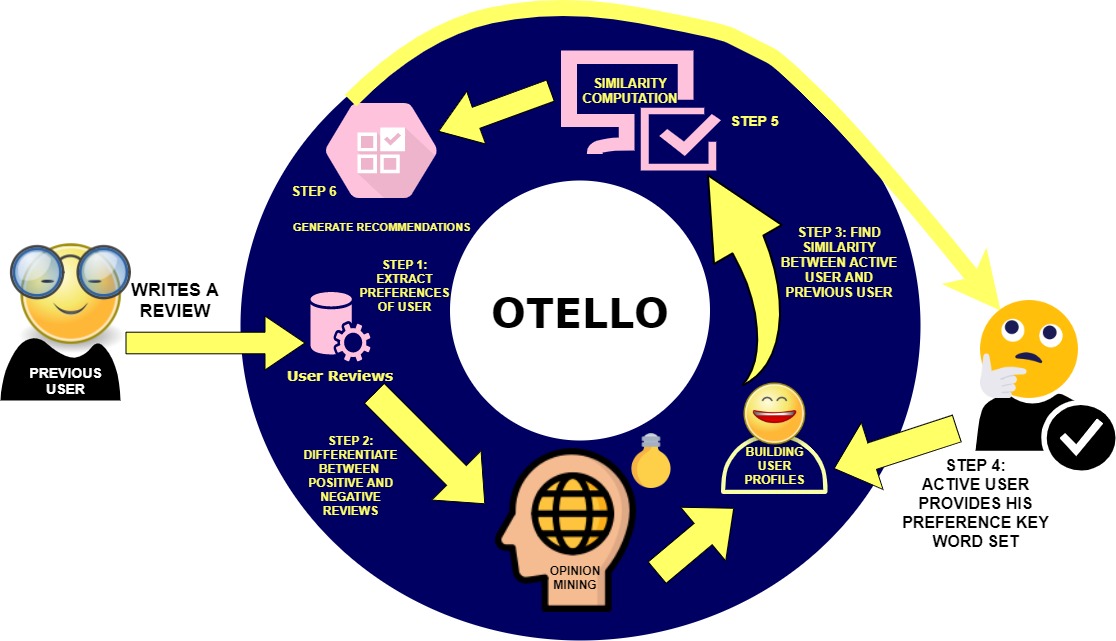 SIMILARITY
COMPUTATION
STEP 5
STEP 6
GENERATE RECOMMENDATIONS
STEP 3: FIND
SIMILARITY
BETWEEN ACTIVE
USER AND
PREVIOUS USER
STEP 1:
EXTRACT
PREFERENCES
OF USER
WRITES A
REVIEW
OTELLO
PREVIOUS
USER
User Reviews
STEP 2:
DIFFERENTIATE
BETWEEN
POSITIVE AND
NEGATIVE
REVIEWS
BUILDING
USER
PROFILES
STEP 4:
ACTIVE USER
PROVIDES HIS
PREFERENCE KEY
WORD SET
OPINION
MINING